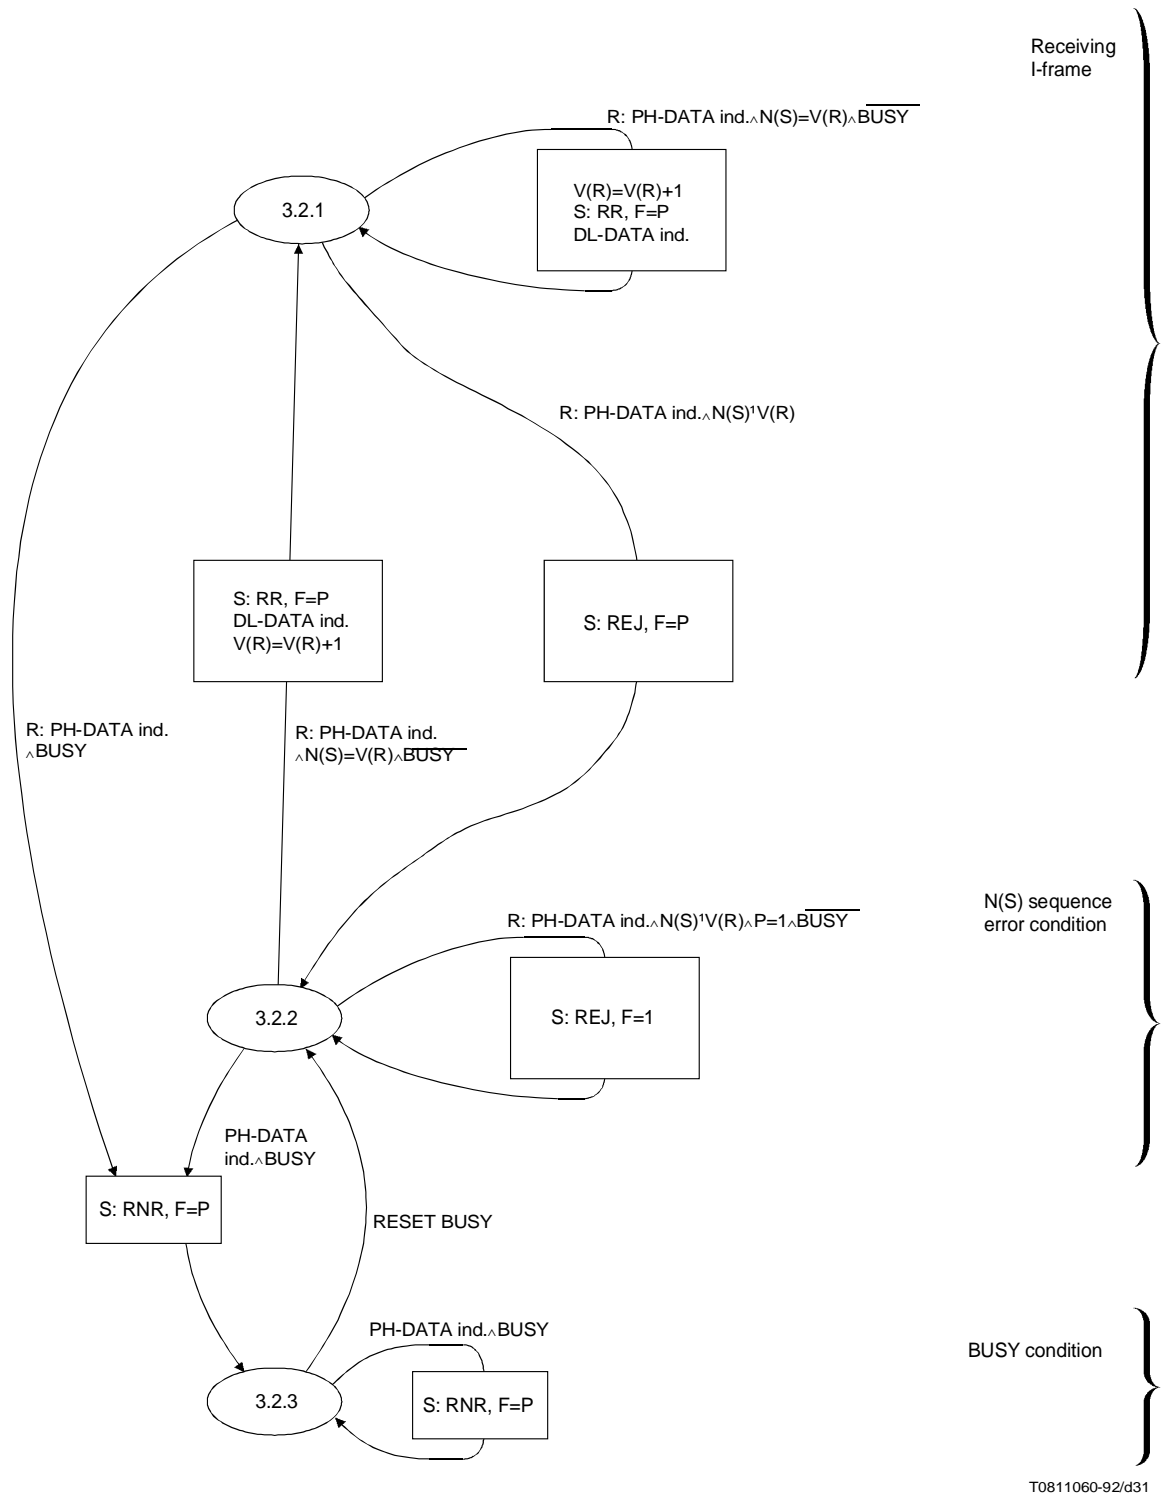 Receiving
I-frame
R: PH-DATA ind.^N(S)=V(R)^B̅U̅S̅Y̅
3.2.1
V(R)=V(R)+1
S: RR, F=P
DL-DATA ind.
R: PH-DATA ind.^N(S)¹V(R)
S: RR, F=P
DL-DATA ind.
V(R)=V(R)+1
S: REJ, F=P
R: PH-DATA ind.
^BUSY
R: PH-DATA ind.
^N(S)=V(R)^B̅U̅S̅Y̅
N(S) sequence
error condition
R: PH-DATA ind.^N(S)¹V(R)^P=1^B̅U̅S̅Y̅
3.2.2
S: REJ, F=1
PH-DATA
ind.^BUSY
S: RNR, F=P
RESET BUSY
PH-DATA ind.^BUSY
BUSY condition
3.2.3
S: RNR, F=P
T0811060-92/d31